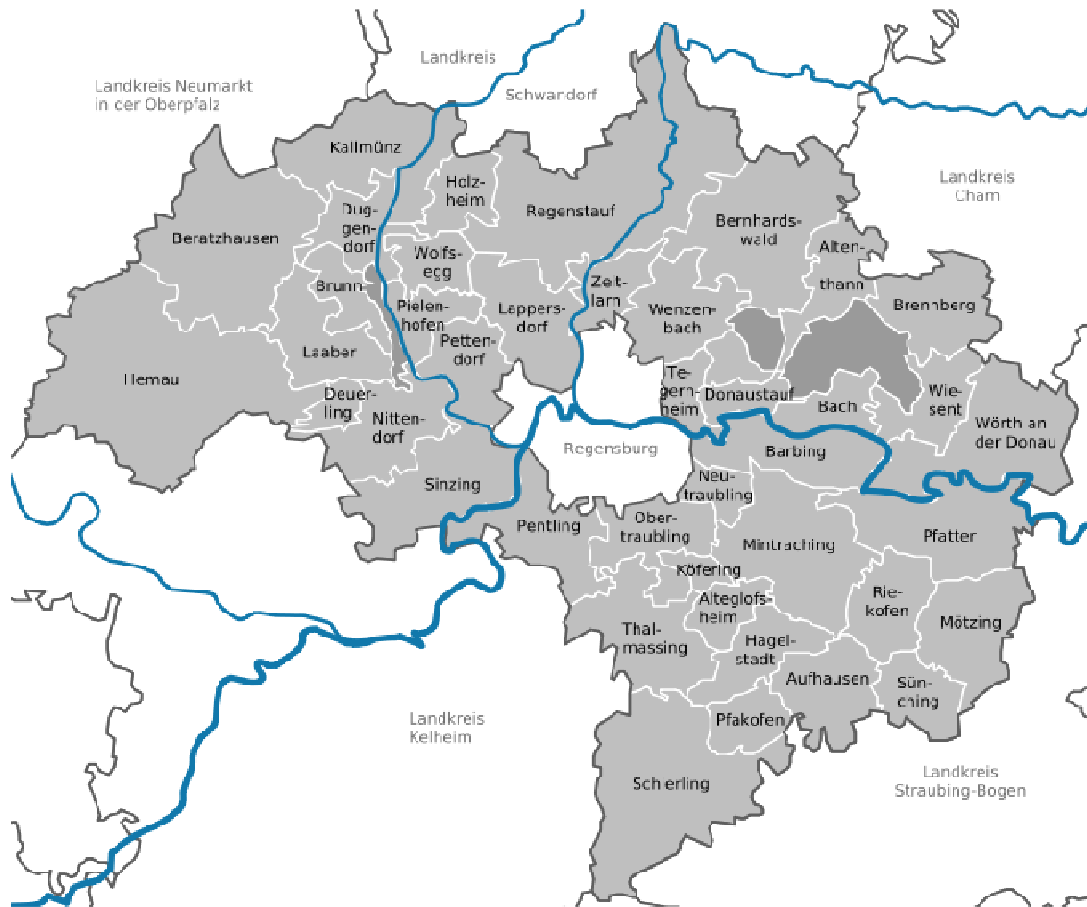 Landkreis
Landkreis Neumarkt
in der Oberpfalz
Schwandorf
Kallmünz
Landkreis
Cham
Holz-
heim
Regenstauf
Dug-
gen-
dorf
Beratzhausen
Bernhards-
wald
Alten-
thann
Wolfs-
egg
Brunn
Zeit-
larn
Pielen-
hofen
Lappers-
dorf
Wenzen-
bach
Brennberg
Laaber
Petten-
dorf
Hemau
Te-
gern-
heim
Donaustauf
Bach
Wie-
sent
Deuer-
ling
Nitten-
dorf
Wörth an
der Donau
Regensburg
Barbing
Sinzing
Neu-
traubling
Pentling
Ober-
traubling
Mintraching
Pfatter
Köfering
Alteglofs-
heim
Rie-
kofen
Mötzing
Thal-
massing
Hagel-
stadt
Aufhausen
Sün-
ching
Landkreis
Kelheim
Pfakofen
Schierling
Landkreis
Straubing-Bogen